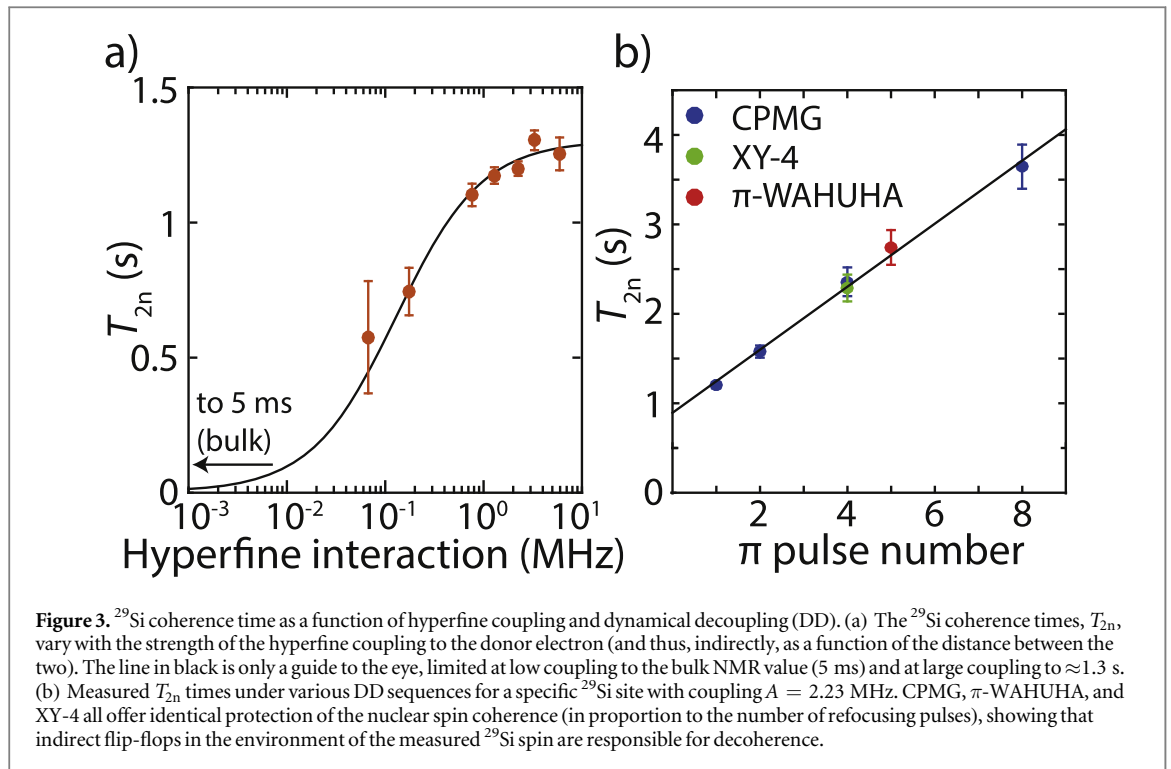 a)
b)
1.5
1
0.5
0
T2n (s)
to 5 ms
(bulk)
10-3 10-2 10-1 100 101
Hyperfine interaction (MHz)
CPMG
XY-4
π-WAHUHA
4
3
2
1
0
T2n (s)
2 4 6 8
π pulse number
Figure 3. 29Si coherence time as a function of hyperfine coupling and dynamical decoupling (DD). (a) The 29Si coherence times, T2n,
vary with the strength of the hyperfine coupling to the donor electron (and thus, indirectly, as a function of the distance between the
two). The line in black is only a guide to the eye, limited at low coupling to the bulk NMR value (5 ms) and at large coupling to ≈1.3 s.
(b) Measured T2n times under various DD sequences for a specific 29Si site with coupling A = 2.23 MHz. CPMG, π-WAHUHA, and
XY-4 all offer identical protection of the nuclear spin coherence (in proportion to the number of refocusing pulses), showing that
indirect flip-flops in the environment of the measured 29Si spin are responsible for decoherence.